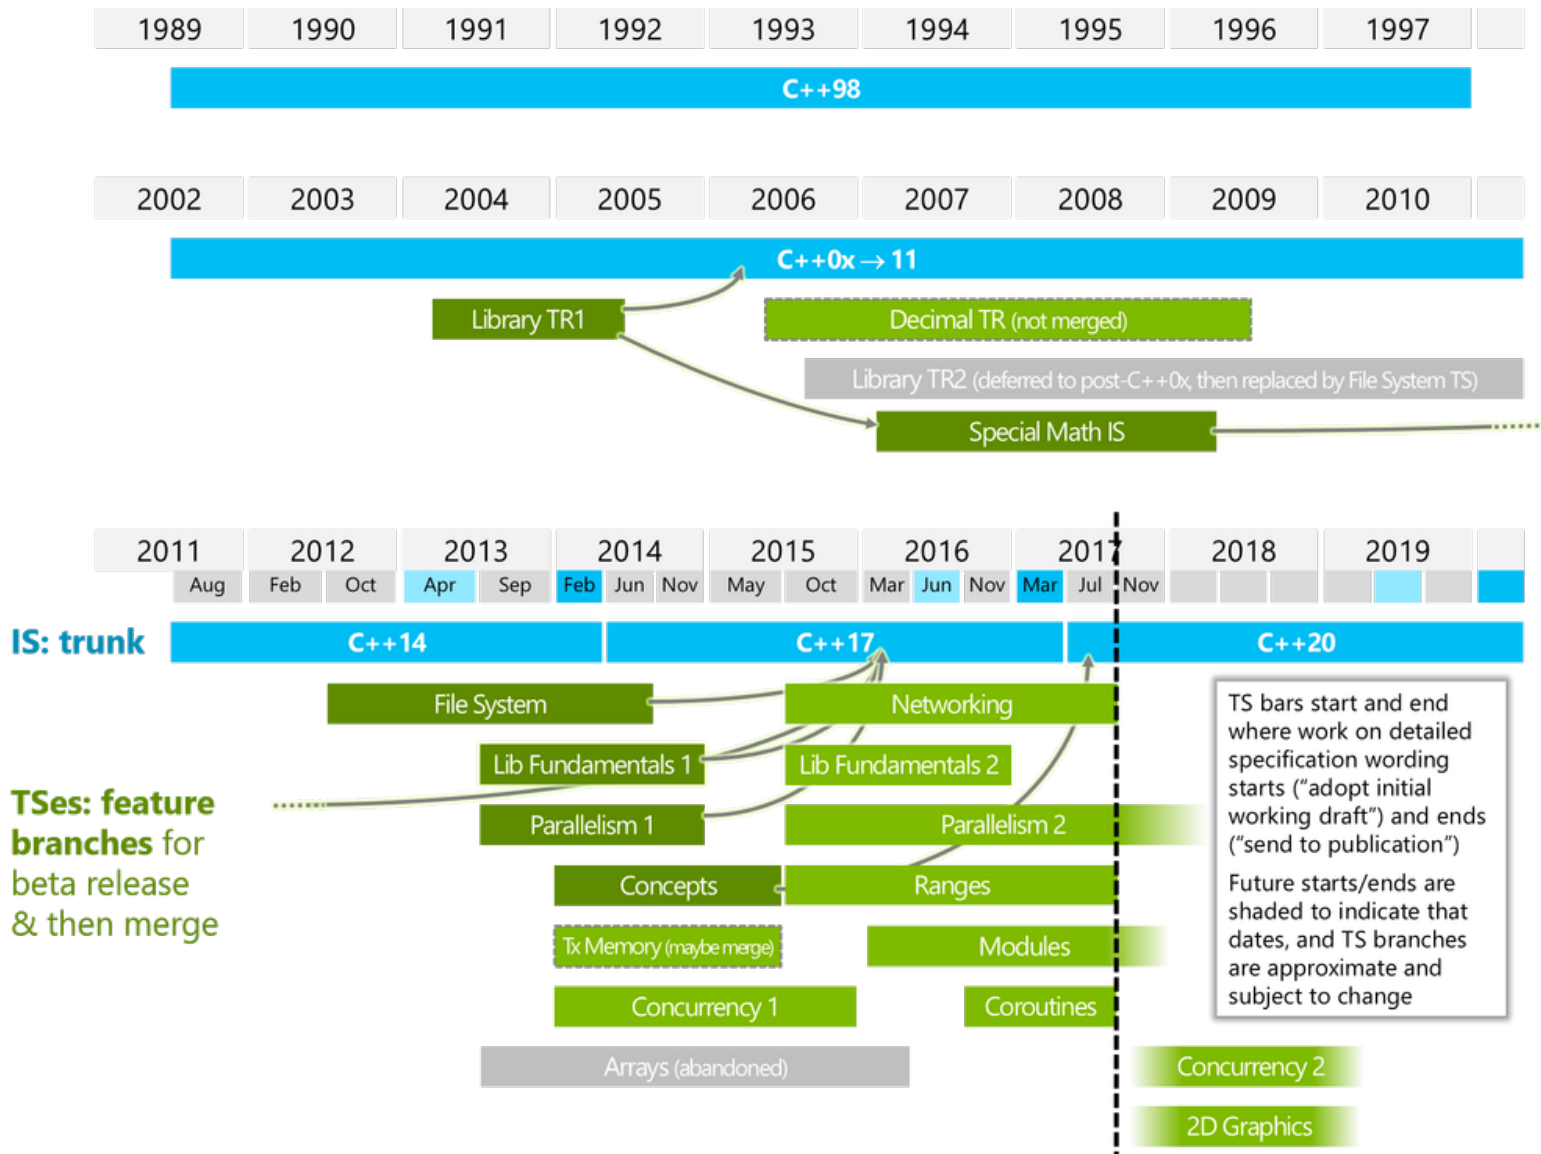 1989 1990 1991 1992 1993 1994 1995 1996 1997
C++98
2002 2003 2004 2005 2006 2007 2008 2009 2010
C++0x → 11
Library TR1
Decimal TR (not merged)
Library TR2 (deferred to post-C++0x, then replaced by File System TS)
Special Math IS
2011 2012 2013 2014 2015 2016 2017 2018 2019
Aug Feb Oct Apr Sep Feb Jun Nov May Oct Mar Jun Nov Mar Jul Nov
IS: trunk
C++14
C++17
C++20
TSes: feature
branches for
beta release
& then merge
File System
Networking
Lib Fundamentals 1
Lib Fundamentals 2
Parallelism 1
Parallelism 2
Concepts
Ranges
Tx Memory (maybe merge)
Modules
Concurrency 1
Coroutines
Arrays (abandoned)
Concurrency 2
2D Graphics
TS bars start and end
where work on detailed
specification wording
starts (“adopt initial
working draft”) and ends
(“send to publication”)
Future starts/ends are
shaded to indicate that
dates, and TS branches
are approximate and
subject to change